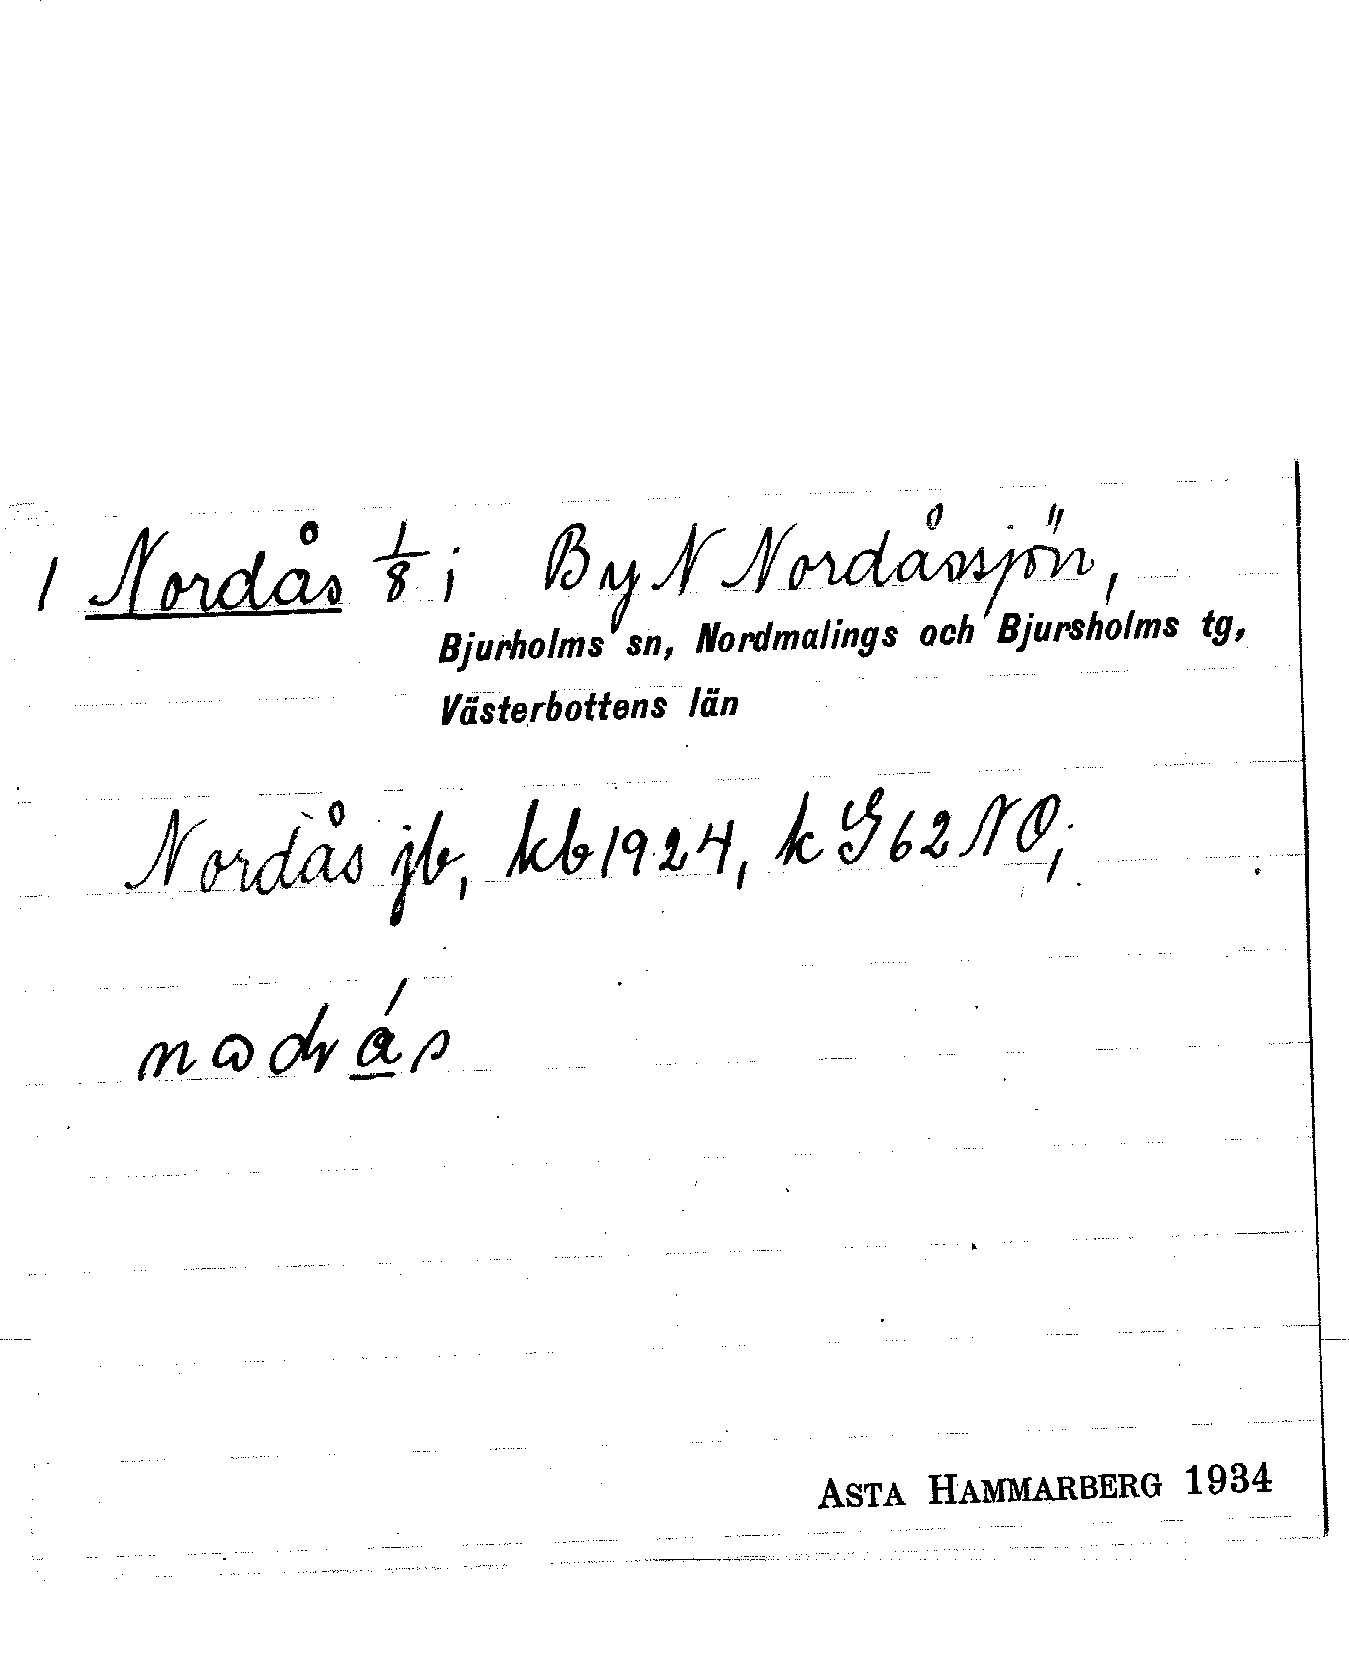 1 Nordås 1/8 i By N Nordåssjön,
Bjurholms sn, Nordmalings och Bjursholms tg,
Västerbottens län
Nordås jb, kb 1924, k G 62 NO;
Asta Hammarberg 1934